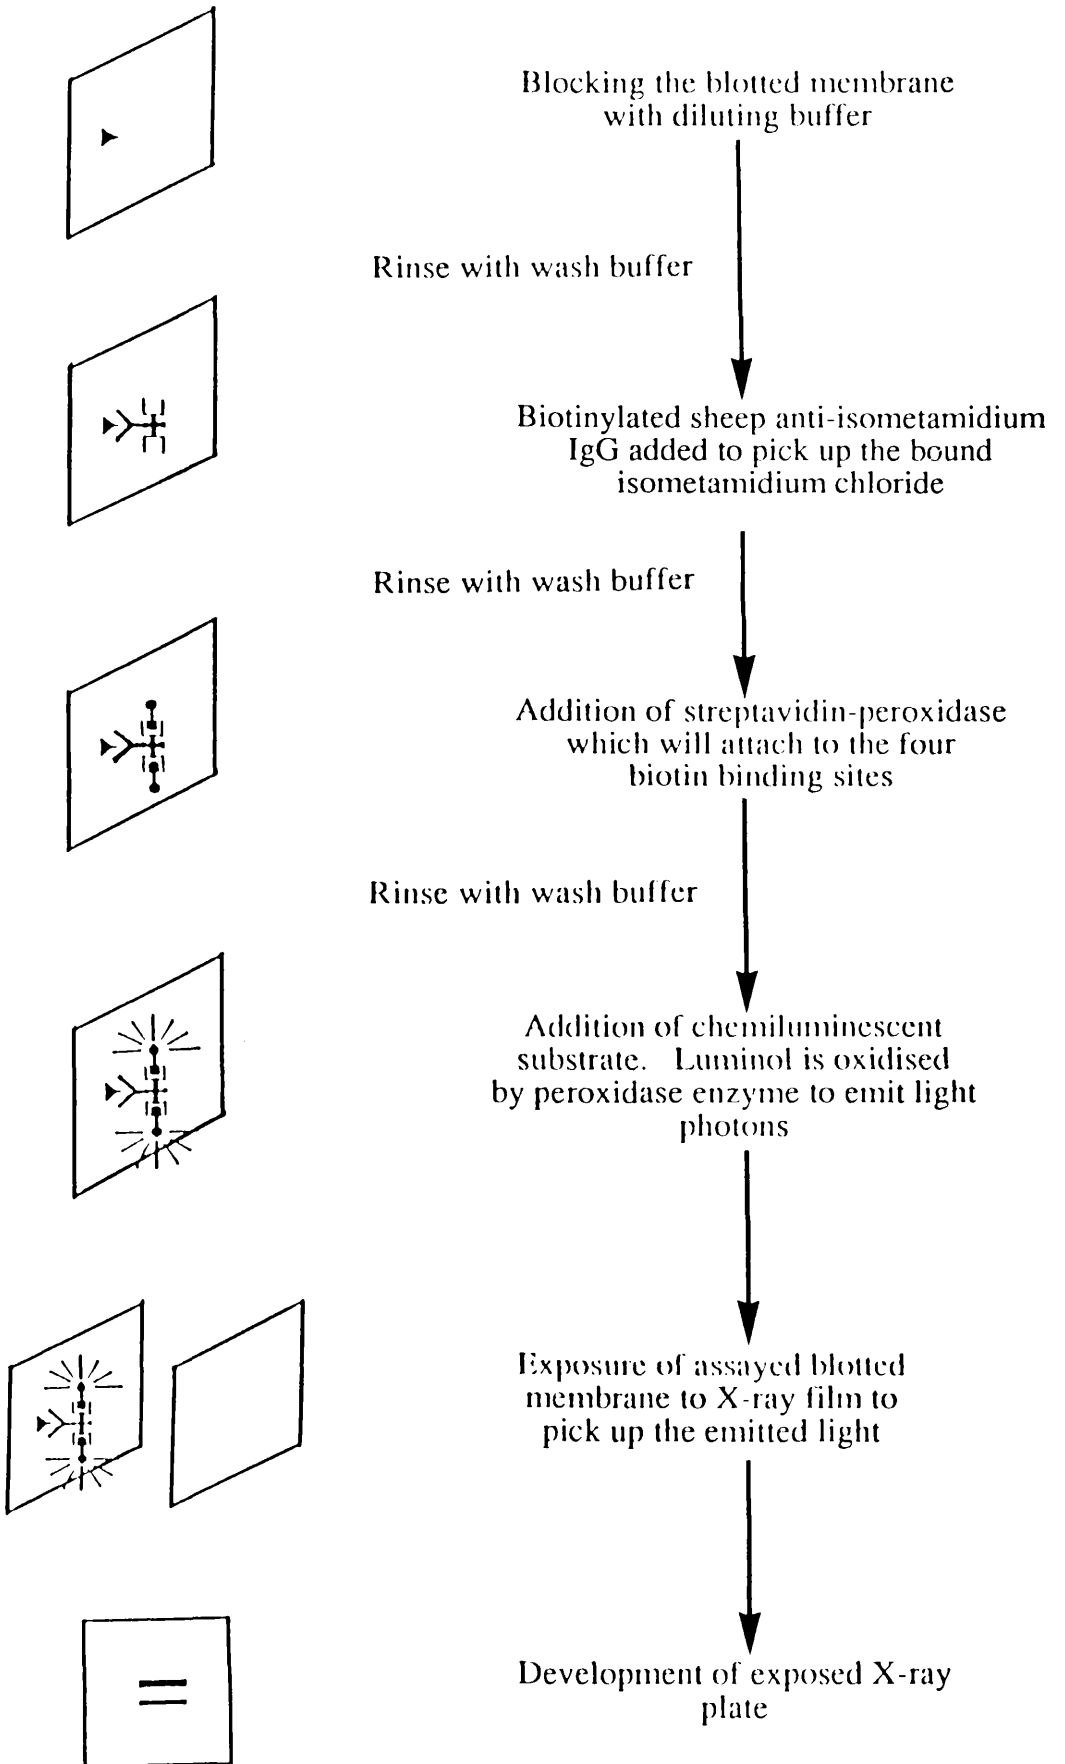 Blocking the blotted membrane
with diluting buffer
Rinse with wash buffer
Biotinylated sheep anti-isometamidium
IgG added to pick up the bound
isometamidium chloride
Rinse with wash buffer
Addition of streptavidin-peroxidase
which will attach to the four
biotin binding sites
Rinse with wash buffer
Addition of chemiluminescent
substrate. Luminol is oxidised
by peroxidase enzyme to emit light
photons
Exposure of assayed blotted
membrane to X-ray film to
pick up the emitted light
Development of exposed X-ray
plate